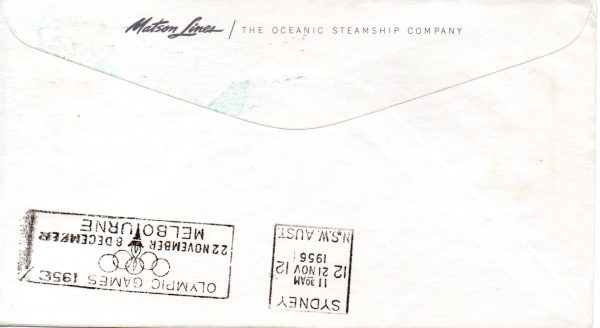 Matson Lines / THE OCEANIC STEAMSHIP COMPANY
OLYMPIC GAMES 1956
22 NOVEMBER 8 DECEMBER
MELBOURNE
SYDNEY
11 30AM
12 21 NOV 12
1956
N.S.W. AUST.